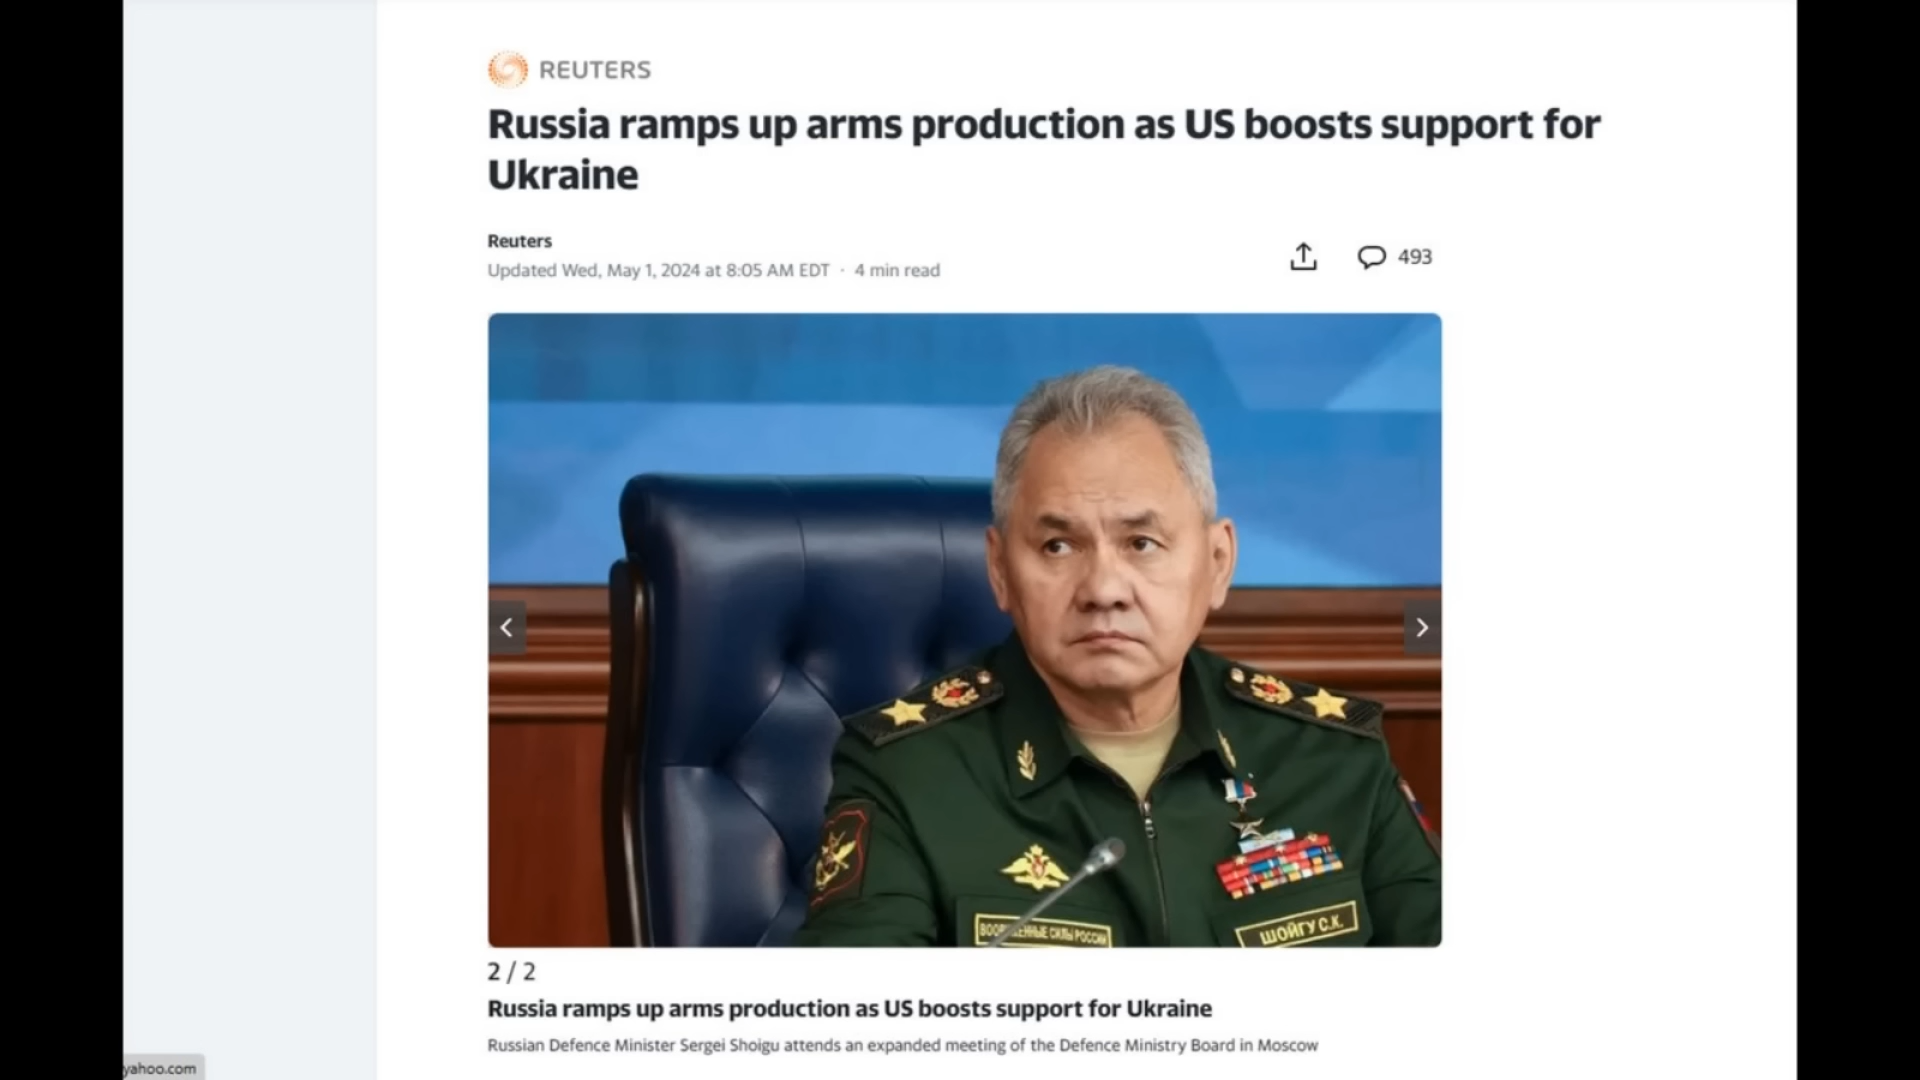 REUTERS
Russia ramps up arms production as US boosts support for
Ukraine
Reuters
Updated Wed, May 1, 2024 at 8:05 AM EDT · 4 min read
493
ВООРУЖЕННЫЕ СИЛЫ РОССИИ
ШОЙГУ С.К.
2 / 2
Russia ramps up arms production as US boosts support for Ukraine
Russian Defence Minister Sergei Shoigu attends an expanded meeting of the Defence Ministry Board in Moscow
yahoo.com